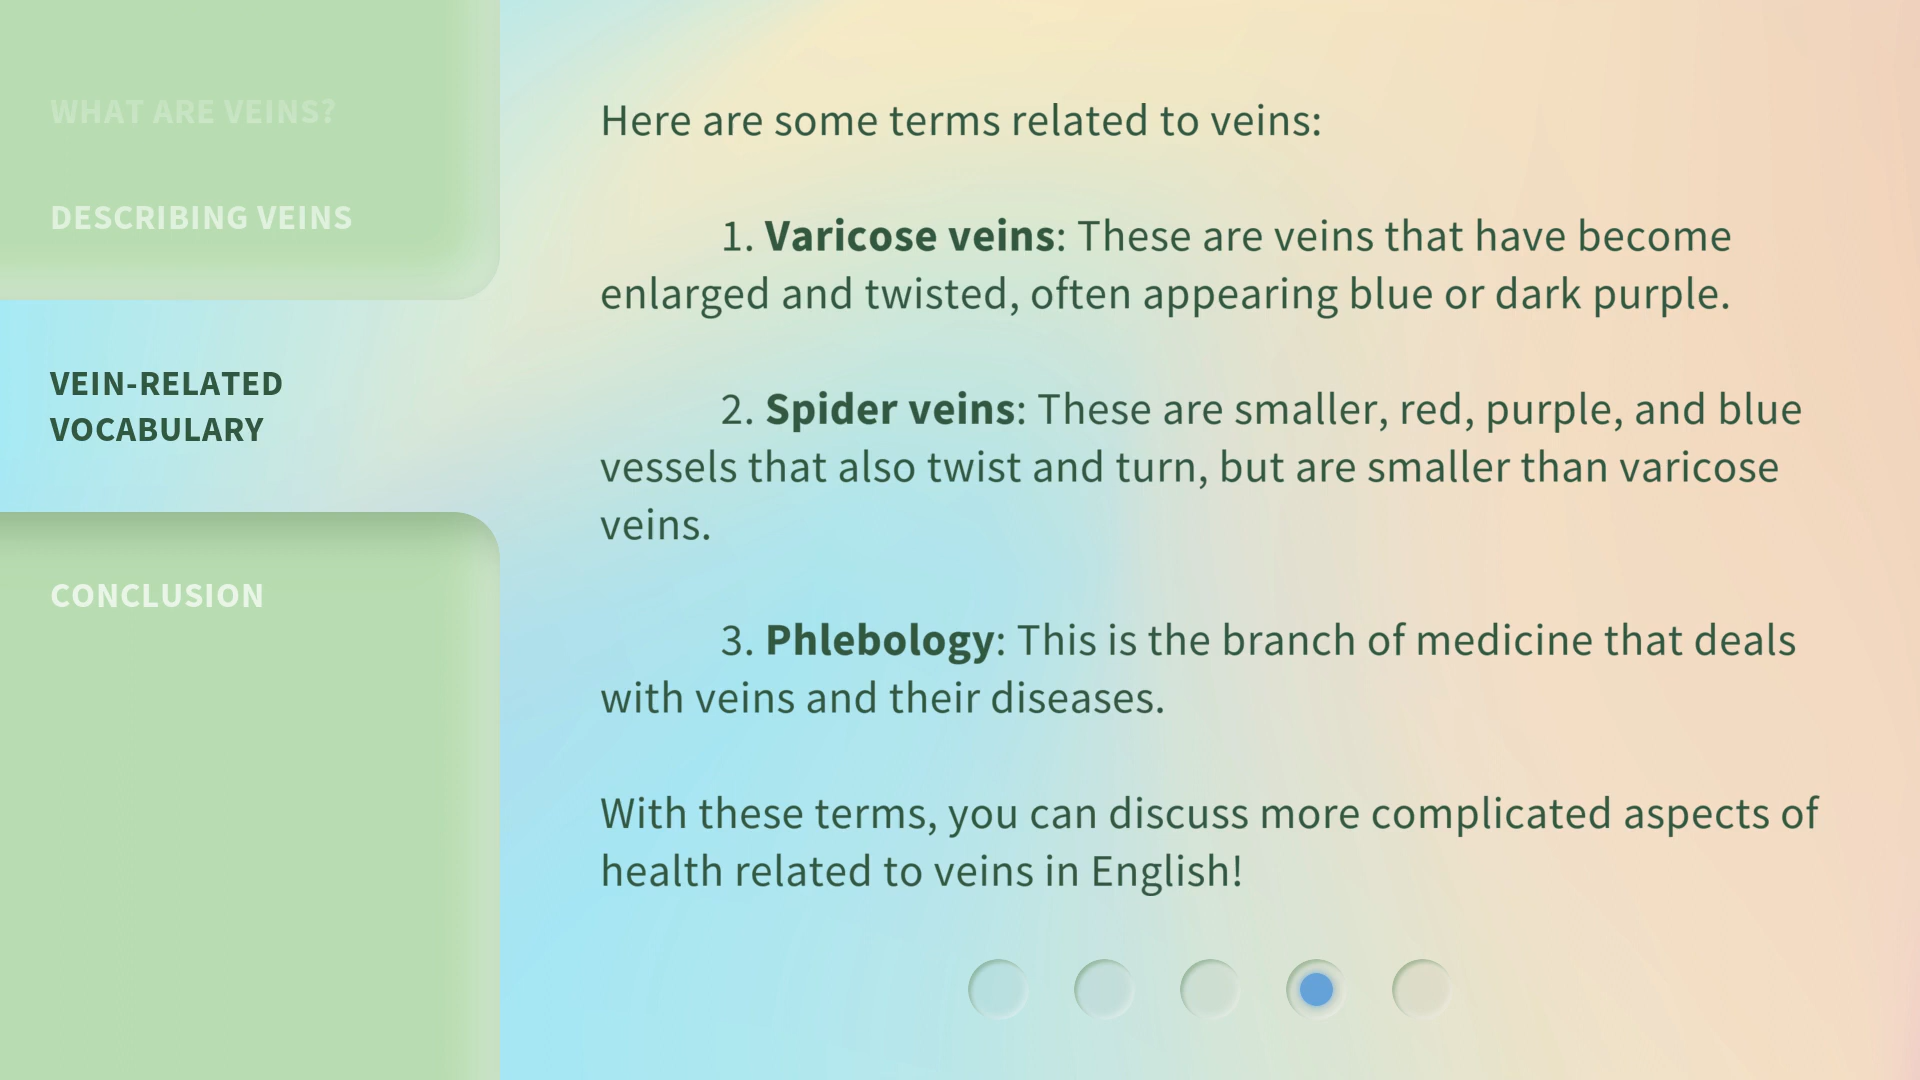 WHAT ARE VEINS?
DESCRIBING VEINS
VEIN-RELATED
VOCABULARY
CONCLUSION
Here are some terms related to veins:
1. Varicose veins: These are veins that have become
enlarged and twisted, often appearing blue or dark purple.
2. Spider veins: These are smaller, red, purple, and blue
vessels that also twist and turn, but are smaller than varicose
veins.
3. Phlebology: This is the branch of medicine that deals
with veins and their diseases.
With these terms, you can discuss more complicated aspects of
health related to veins in English!